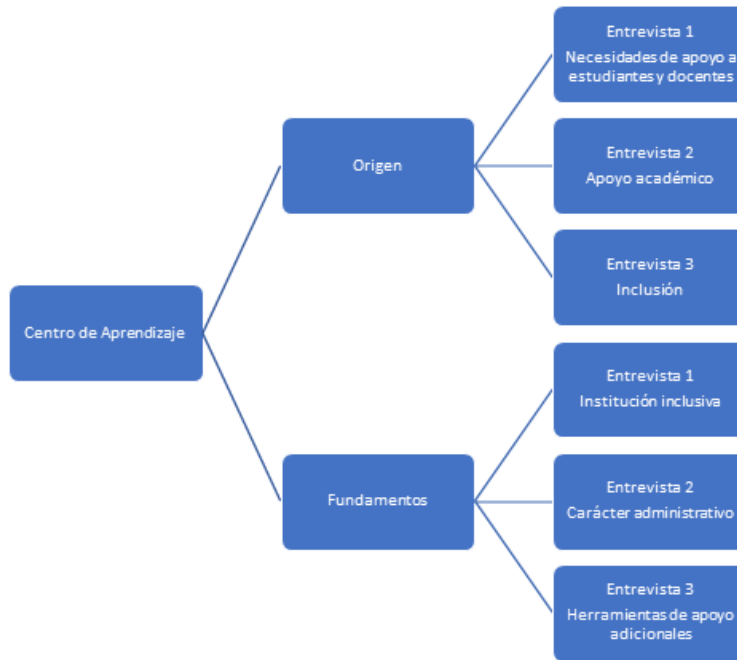 Entrevista 1
Necesidades de apoyo a
estudiantes y docentes
Origen
Entrevista 2
Apoyo académico
Entrevista 3
Inclusión
Centro de Aprendizaje
Entrevista 1
Institución inclusiva
Fundamentos
Entrevista 2
Carácter administrativo
Entrevista 3
Herramientas de apoyo
adicionales